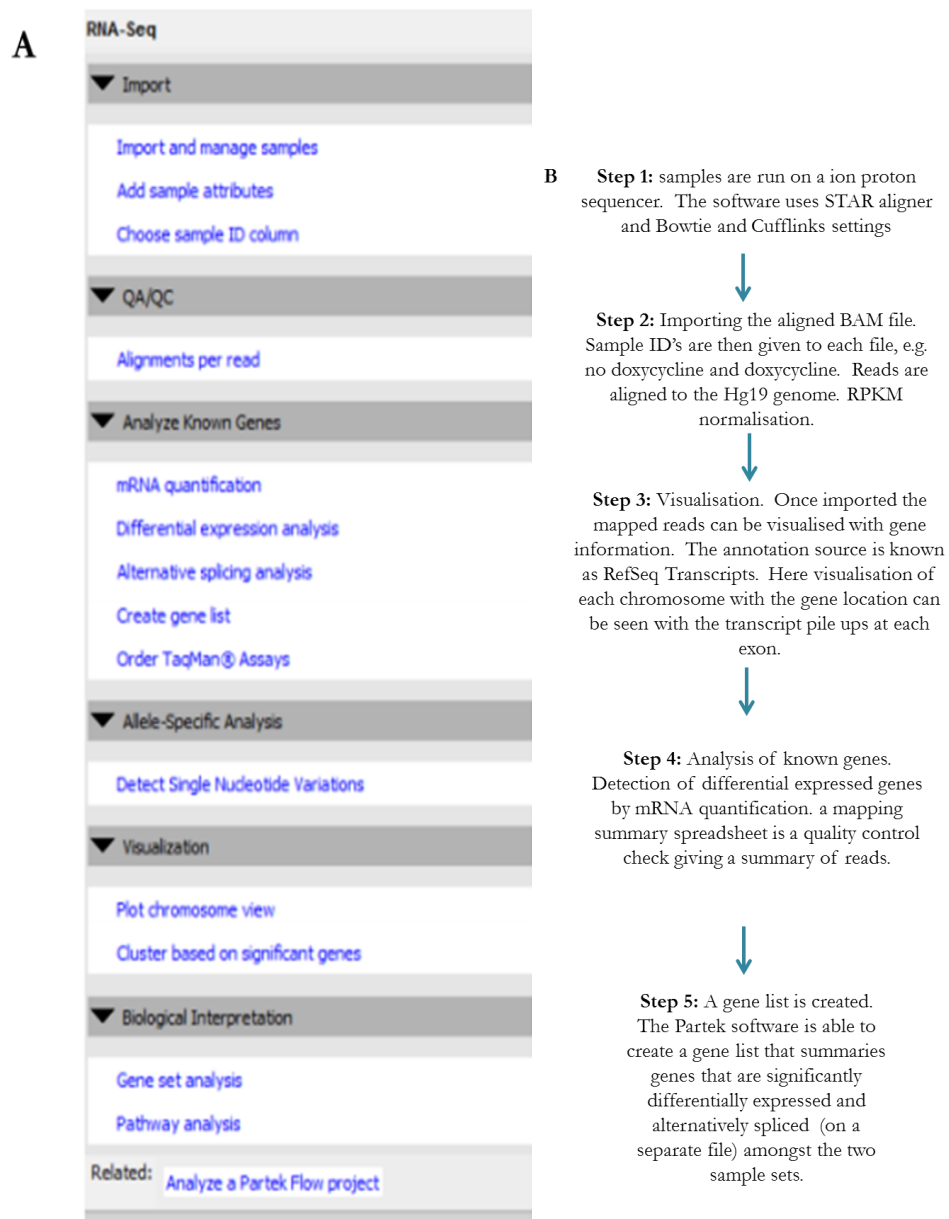 A
RNA-Seq
Import
Import and manage samples
Add sample attributes
Choose sample ID column
QA/QC
Alignments per read
Analyze Known Genes
mRNA quantification
Differential expression analysis
Alternative splicing analysis
Create gene list
Order TaqMan® Assays
Allele-Specific Analysis
Detect Single Nudeotide Variations
Visualization
Plot chromosome view
Cluster based on significant genes
Biological Interpretation
Gene set analysis
Pathway analysis
Related: Analyze a Partek Flow project
B
Step 1: samples are run on a ion proton
sequencer. The software uses STAR aligner
and Bowtie and Cufflinks settings
Step 2: Importing the aligned BAM file.
Sample ID's are then given to each file, e.g.
no doxycycline and doxycycline. Reads are
aligned to the Hg19 genome. RPKM
normalisation.
Step 3: Visualisation. Once imported the
mapped reads can be visualised with gene
information. The annotation source is known
as RefSeq Transcripts. Here visualisation of
each chromosome with the gene location can
be seen with the transcript pile ups at each
exon.
Step 4: Analysis of known genes.
Detection of differential expressed genes
by mRNA quantification. a mapping
summary spreadsheet is a quality control
check giving a summary of reads.
Step 5: A gene list is created.
The Partek software is able to
create a gene list that summaries
genes that are significantly
differentially expressed and
alternatively spliced (on a
separate file) amongst the two
sample sets.